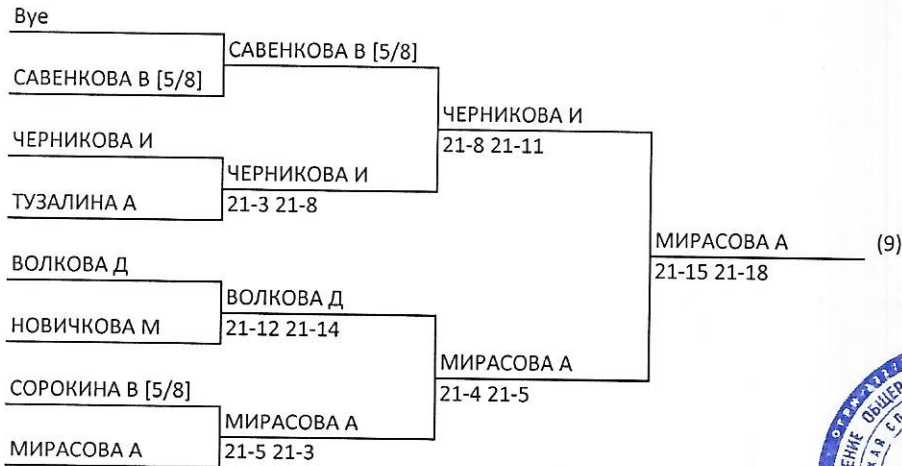 Bye
САВЕНКОВА В [5/8]
САВЕНКОВА В [5/8]
ЧЕРНИКОВА И
21-8 21-11
ЧЕРНИКОВА И
ЧЕРНИКОВА И
21-3 21-8
ТУЗАЛИНА А
МИРАСОВА А (9)
21-15 21-18
ВОЛКОВА Д
ВОЛКОВА Д
21-12 21-14
НОВИЧКОВА М
МИРАСОВА А
21-4 21-5
СОРОКИНА В [5/8]
МИРАСОВА А
21-5 21-3
МИРАСОВА А